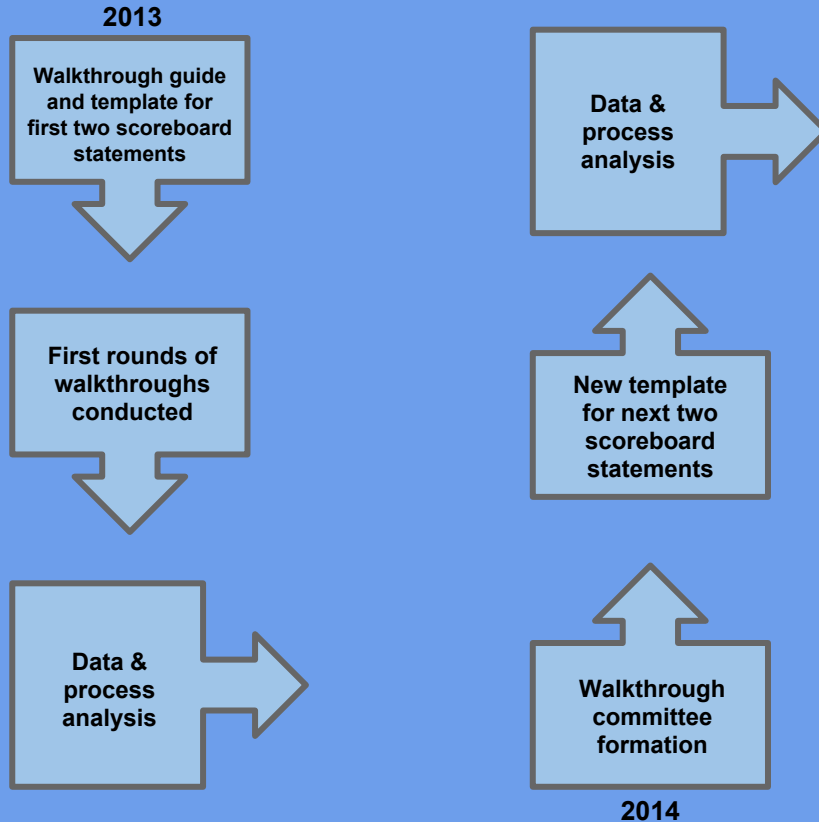 2013
Walkthrough guide
and template for
first two scoreboard
statements
First rounds of
walkthroughs
conducted
Data &
process
analysis
2014
Walkthrough
committee
formation
New template
for next two
scoreboard
statements
Data &
process
analysis